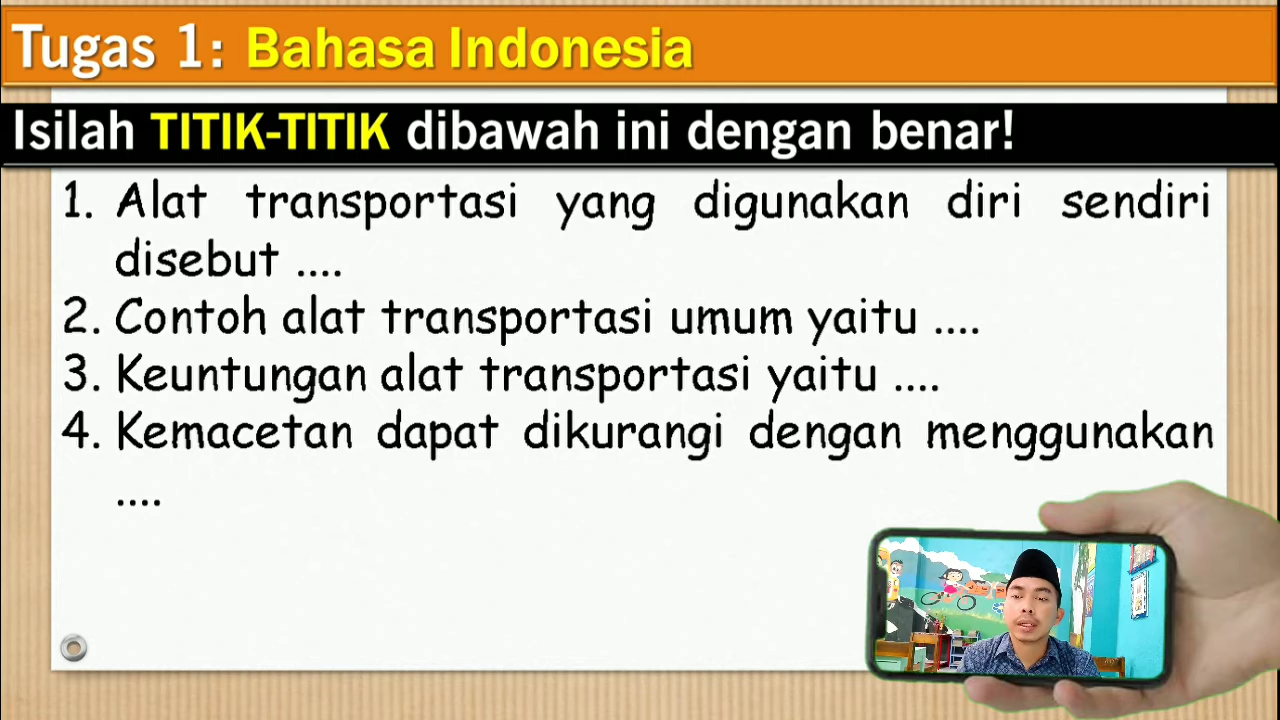 Tugas 1: Bahasa Indonesia
Isilah TITIK-TITIK dibawah ini dengan benar!
1. Alat transportasi yang digunakan diri sendiri
disebut ....
2. Contoh alat transportasi umum yaitu ....
3. Keuntungan alat transportasi yaitu ....
4. Kemacetan dapat dikurangi dengan menggunakan
....